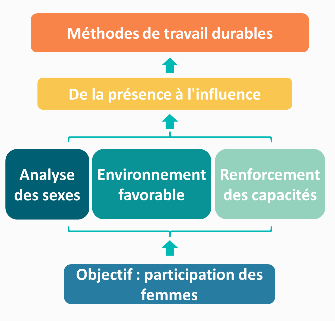 Méthodes de travail durables
De la présence à l'influence
Analyse
des sexes
Environnement
favorable
Renforcement
des capacités
Objectif : participation des
femmes